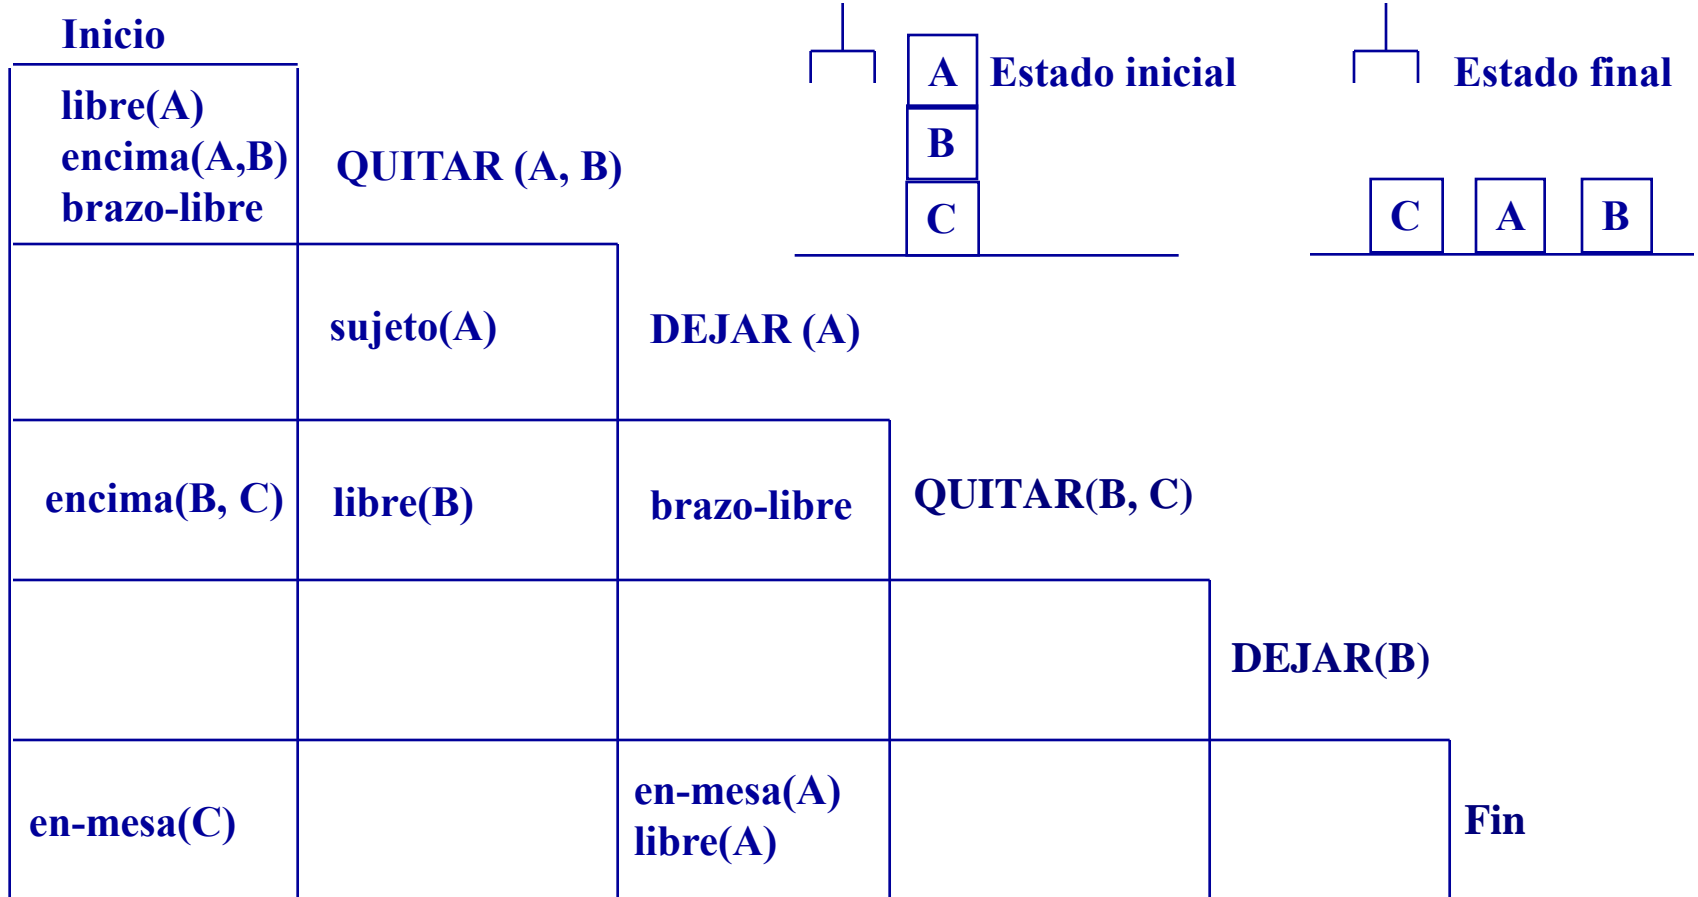 Inicio
A
Estado inicial
Estado final
libre(A)
encima(A,B)
brazo-libre
QUITAR (A, B)
B
C
C
A
B
sujeto(A)
DEJAR (A)
encima(B, C)
libre(B)
brazo-libre
QUITAR(B, C)
DEJAR(B)
en-mesa(C)
en-mesa(A)
libre(A)
Fin